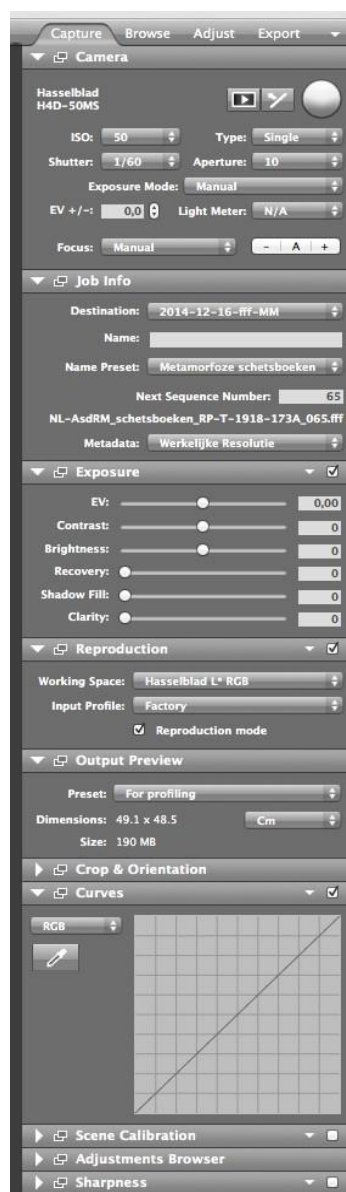 Capture Browse Adjust Export
Camera
Hasselblad
H4D-50MS
ISO: 50 Type: Single
Shutter: 1/60 Aperture: 10
Exposure Mode: Manual
EV +/-: 0,0 Light Meter: N/A
Focus: Manual - A +
Job Info
Destination: 2014-12-16-fff-MM
Name:
Name Preset: Metamorfoze schetsboeken
Next Sequence Number: 65
NL-AsdRM_schetsboeken_RP-T-1918-173A_065.fff
Metadata: Werkelijke Resolutie
Exposure
EV: 0,00
Contrast: 0
Brightness: 0
Recovery: 0
Shadow Fill: 0
Clarity: 0
Reproduction
Working Space: Hasselblad L* RGB
Input Profile: Factory
Reproduction mode
Output Preview
Preset: For profiling
Dimensions: 49.1 x 48.5 Cm
Size: 190 MB
Crop & Orientation
Curves
RGB
Scene Calibration
Adjustments Browser
Sharpness